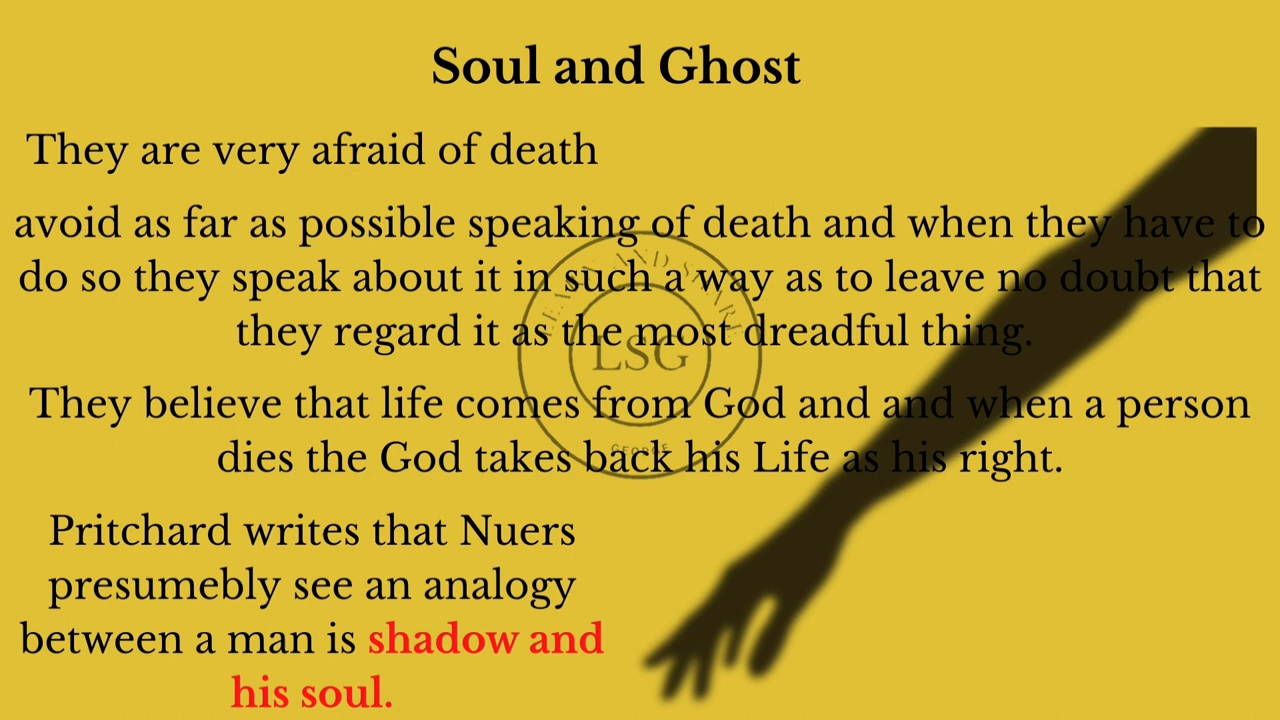 Soul and Ghost
They are very afraid of death
avoid as far as possible speaking of death and when they have to
do so they speak about it in such a way as to leave no doubt that
they regard it as the most dreadful thing.
They believe that life comes from God and and when a person
dies the God takes back his Life as his right.
Pritchard writes that Nuers
presumebly see an analogy
between a man is shadow and
his soul.
LEARN AND SHARE
LSG
GEORGE